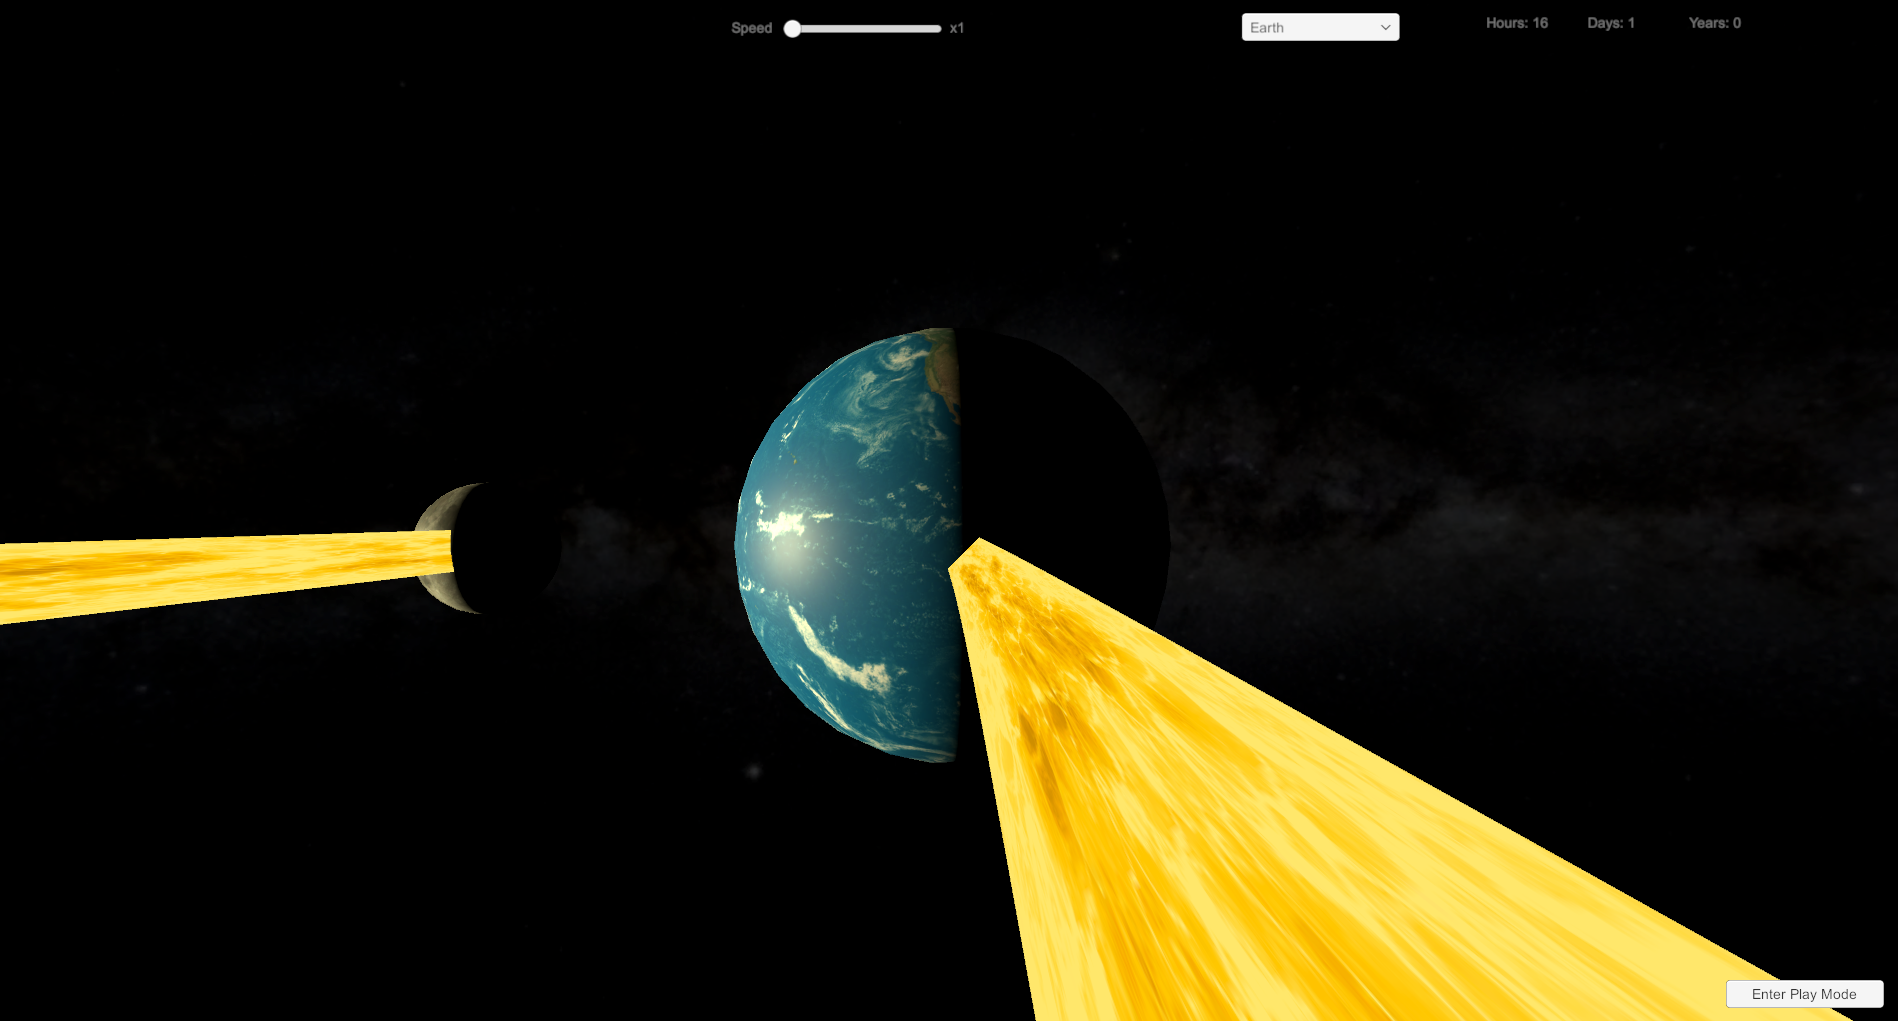 Speed x1
Earth
Hours: 16 Days: 1 Years: 0
Enter Play Mode